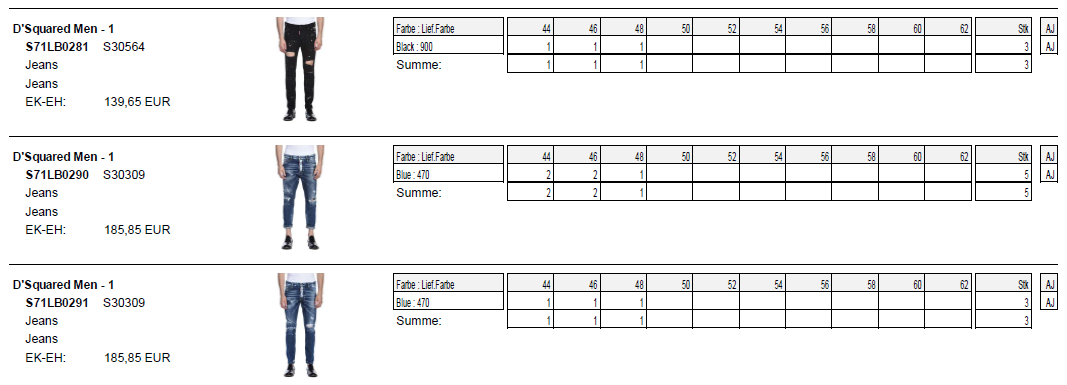 D'Squared Men - 1
S71LB0281 S30564
Jeans
Jeans
EK-EH: 139,65 EUR
Farbe : Lief.Farbe 44 46 48 50 52 54 56 58 60 62 Stk AJ
Black : 900 1 1 1 3 AJ
Summe: 1 1 1 3
D'Squared Men - 1
S71LB0290 S30309
Jeans
Jeans
EK-EH: 185,85 EUR
Farbe : Lief.Farbe 44 46 48 50 52 54 56 58 60 62 Stk AJ
Blue : 470 2 2 1 5 AJ
Summe: 2 2 1 5
D'Squared Men - 1
S71LB0291 S30309
Jeans
Jeans
EK-EH: 185,85 EUR
Farbe : Lief.Farbe 44 46 48 50 52 54 56 58 60 62 Stk AJ
Blue : 470 1 1 1 3 AJ
Summe: 1 1 1 3